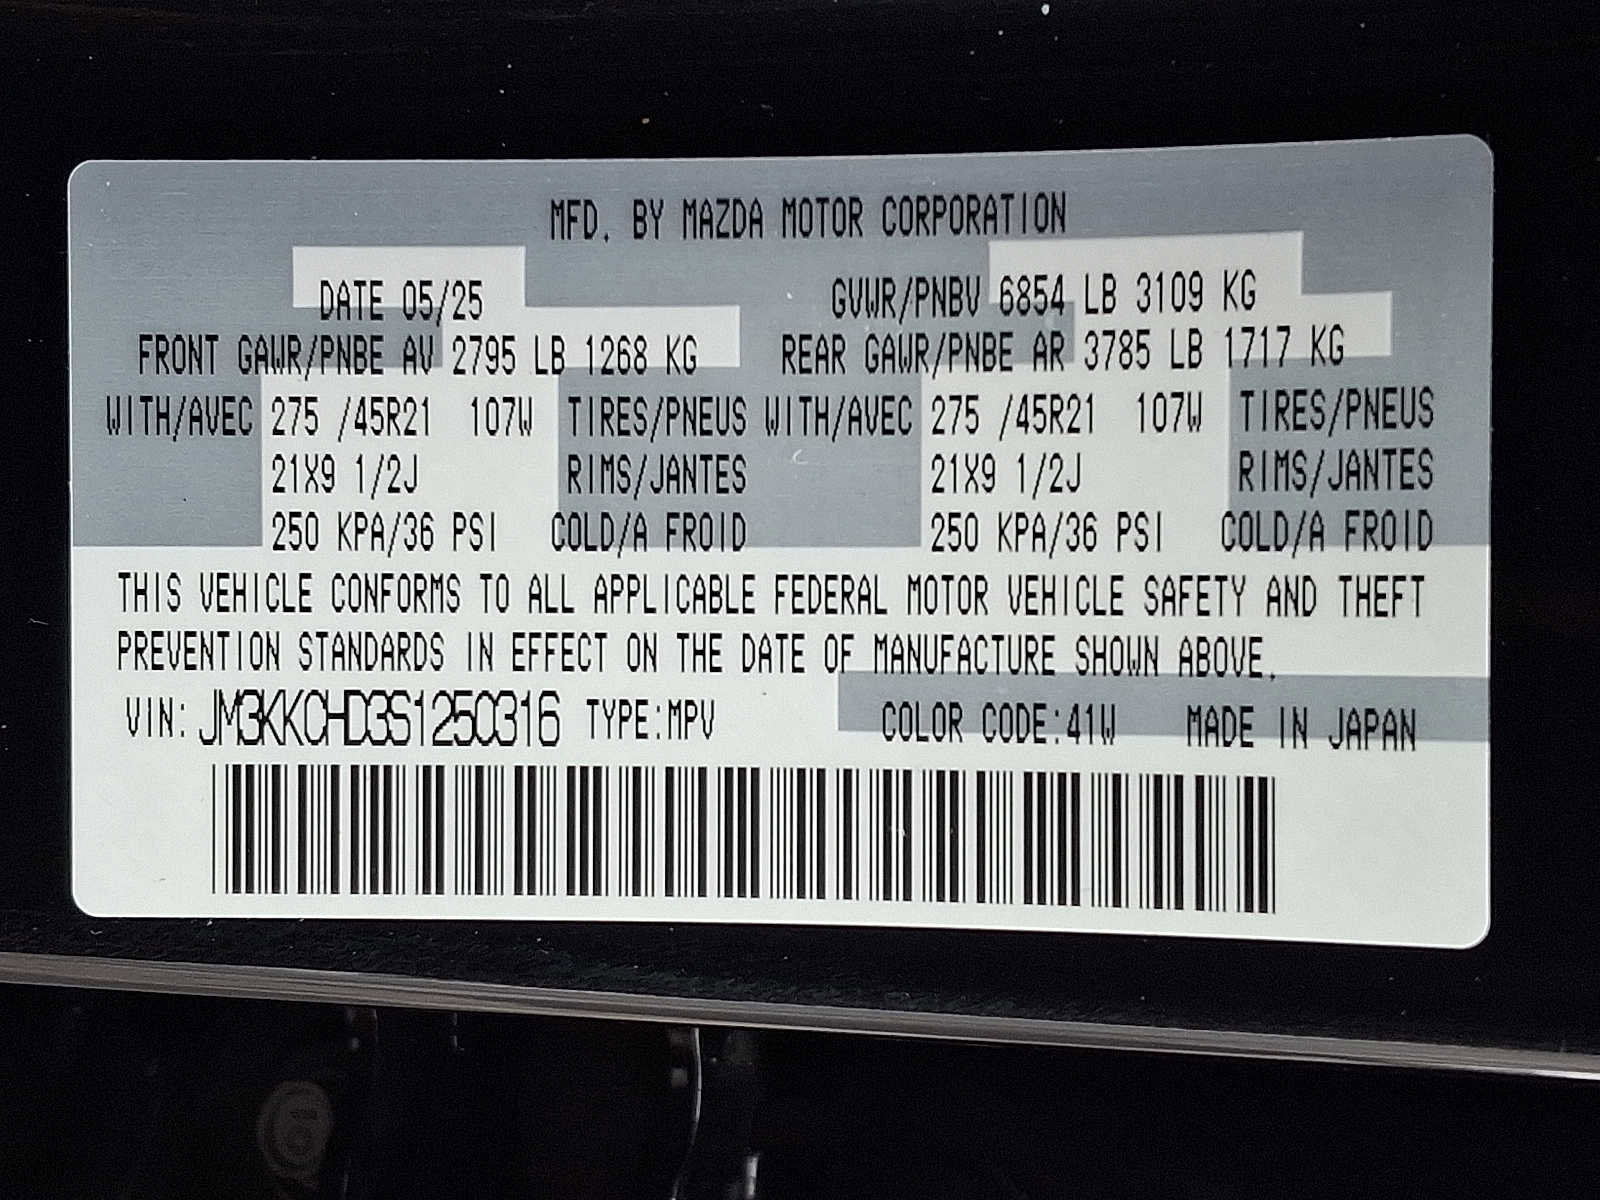 MFD. BY MAZDA MOTOR CORPORATION
DATE 05/25 GVWR/PNBV 6854 LB 3109 KG
FRONT GAWR/PNBE AV 2795 LB 1268 KG REAR GAWR/PNBE AR 3785 LB 1717 KG
WITH/AVEC 275 /45R21 107W TIRES/PNEUS WITH/AVEC 275 /45R21 107W TIRES/PNEUS
21X9 1/2J RIMS/JANTES 21X9 1/2J RIMS/JANTES
250 KPA/36 PSI COLD/A FROID 250 KPA/36 PSI COLD/A FROID
THIS VEHICLE CONFORMS TO ALL APPLICABLE FEDERAL MOTOR VEHICLE SAFETY AND THEFT
PREVENTION STANDARDS IN EFFECT ON THE DATE OF MANUFACTURE SHOWN ABOVE.
VIN: JM3KKCHD3S1250316 TYPE:MPV COLOR CODE:41W MADE IN JAPAN